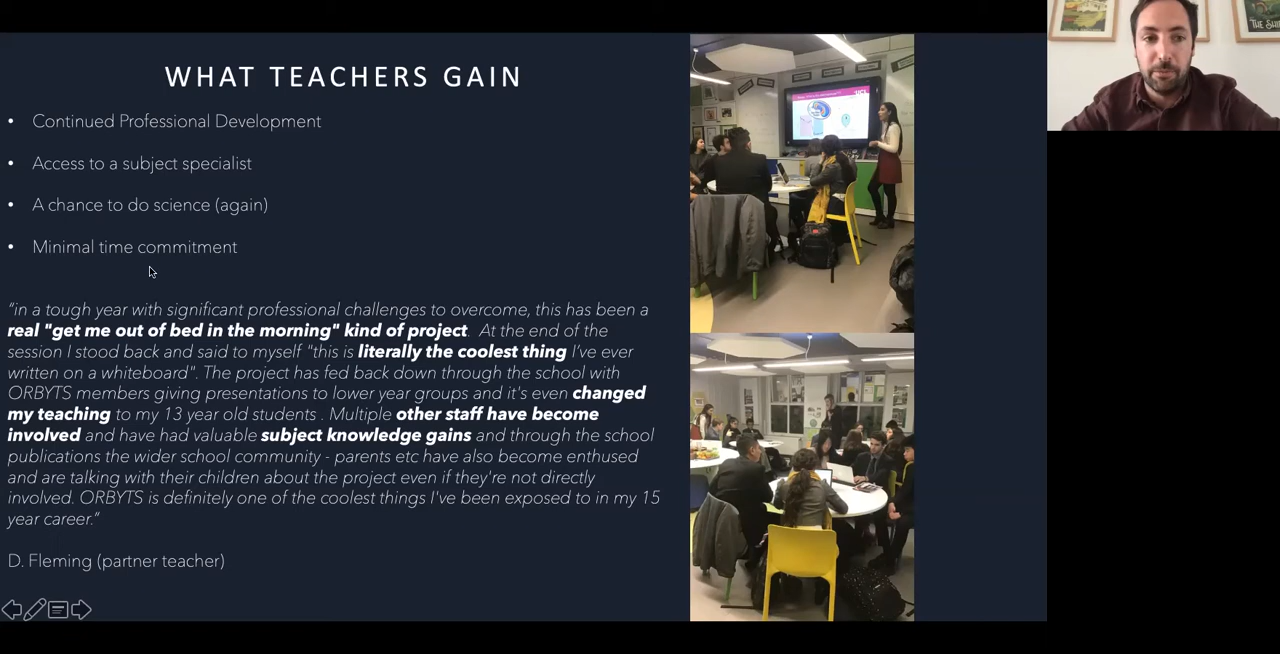 WHAT TEACHERS GAIN
• Continued Professional Development
• Access to a subject specialist
• A chance to do science (again)
• Minimal time commitment
“in a tough year with significant professional challenges to overcome, this has been a
real "get me out of bed in the morning" kind of project. At the end of the
session I stood back and said to myself "this is literally the coolest thing I’ve ever
written on a whiteboard". The project has fed back down through the school with
ORBYTS members giving presentations to lower year groups and it's even changed
my teaching to my 13 year old students . Multiple other staff have become
involved and have had valuable subject knowledge gains and through the school
publications the wider school community - parents etc have also become enthused
and are talking with their children about the project even if they're not directly
involved. ORBYTS is definitely one of the coolest things I've been exposed to in my 15
year career.”
D. Fleming (partner teacher)
UCL
THE